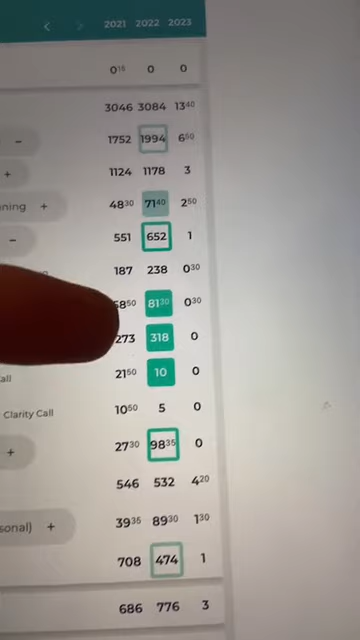 < > 2021 2022 2023
0¹⁵ 0 0
3046 3084 13⁴⁰
− 1752 1994 6⁵⁰
+ 1124 1178 3
ning + 48³⁰ 71⁴⁰ 2⁵⁰
− 551 652 1
187 238 0³⁰
58⁵⁰ 81³⁰ 0³⁰
273 318 0
all 21⁵⁰ 10 0
Clarity Call 10⁵⁰ 5 0
+ 27³⁰ 98³⁵ 0
546 532 4²⁰
sonal) + 39³⁵ 89³⁰ 1³⁰
708 474 1
686 776 3